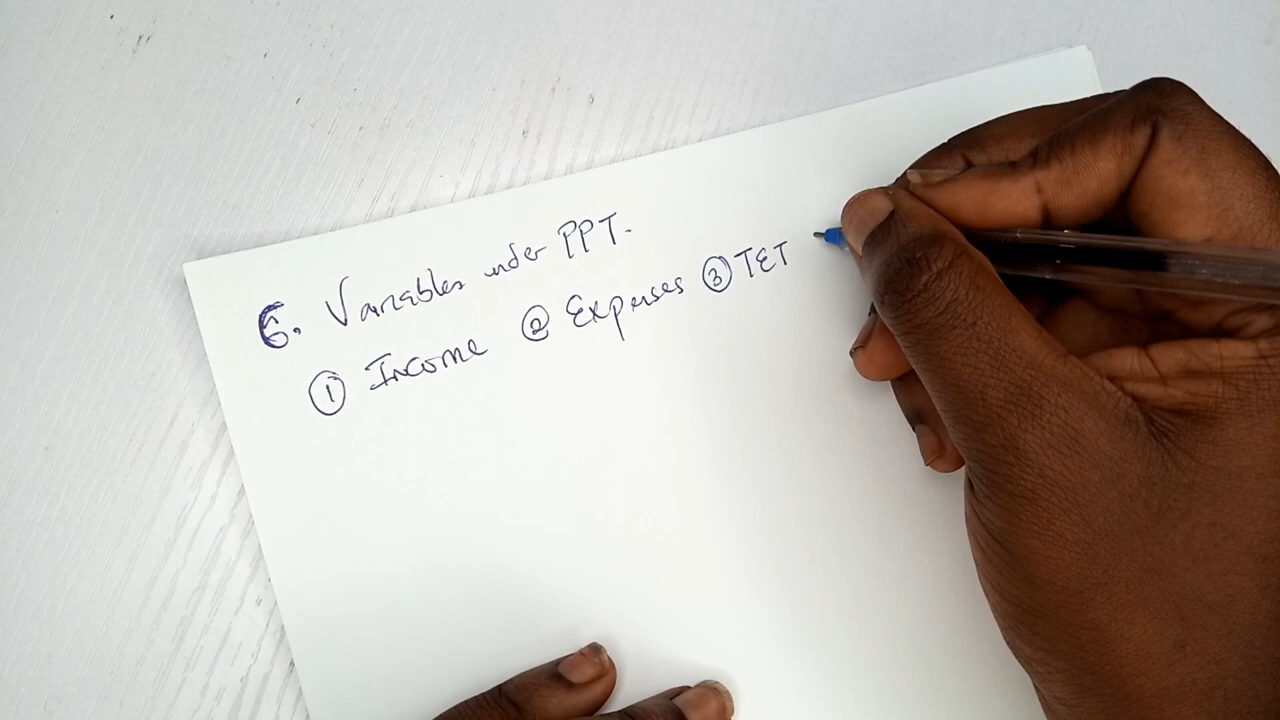 6. Variables under PPT.
① Income ② Expenses ③ TET